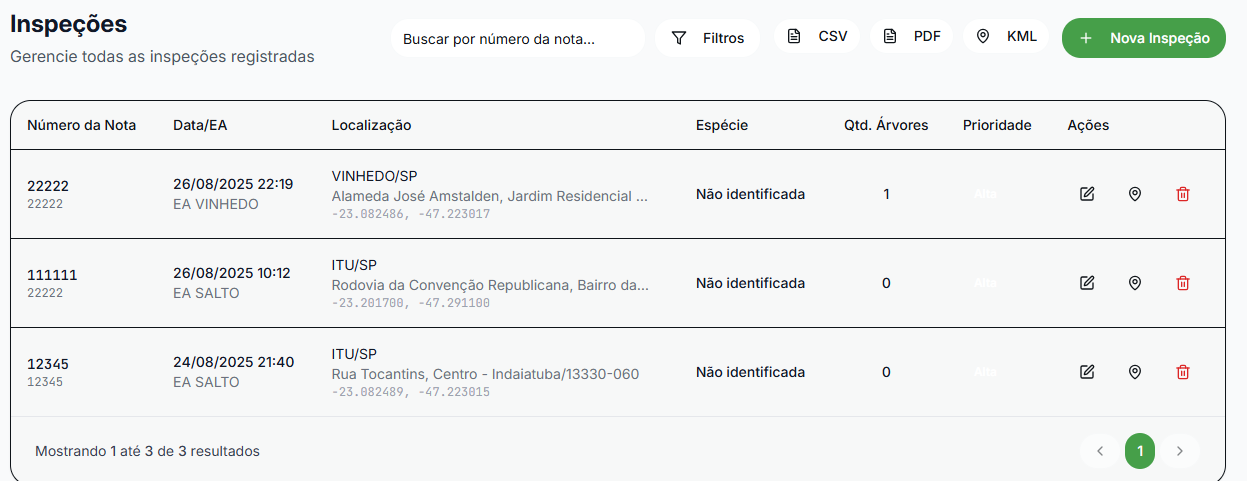 Inspeções
Gerencie todas as inspeções registradas
Buscar por número da nota...
Filtros
CSV
PDF
KML
Nova Inspeção
Número da Nota Data/EA Localização Espécie Qtd. Árvores Prioridade Ações
22222
22222
26/08/2025 22:19
EA VINHEDO
VINHEDO/SP
Alameda José Amstalden, Jardim Residencial ...
-23.082486, -47.223017
Não identificada
1
Alta
111111
22222
26/08/2025 10:12
EA SALTO
ITU/SP
Rodovia da Convenção Republicana, Bairro da...
-23.201700, -47.291100
Não identificada
0
Alta
12345
12345
24/08/2025 21:40
EA SALTO
ITU/SP
Rua Tocantins, Centro - Indaiatuba/13330-060
-23.082489, -47.223015
Não identificada
0
Alta
Mostrando 1 até 3 de 3 resultados
1